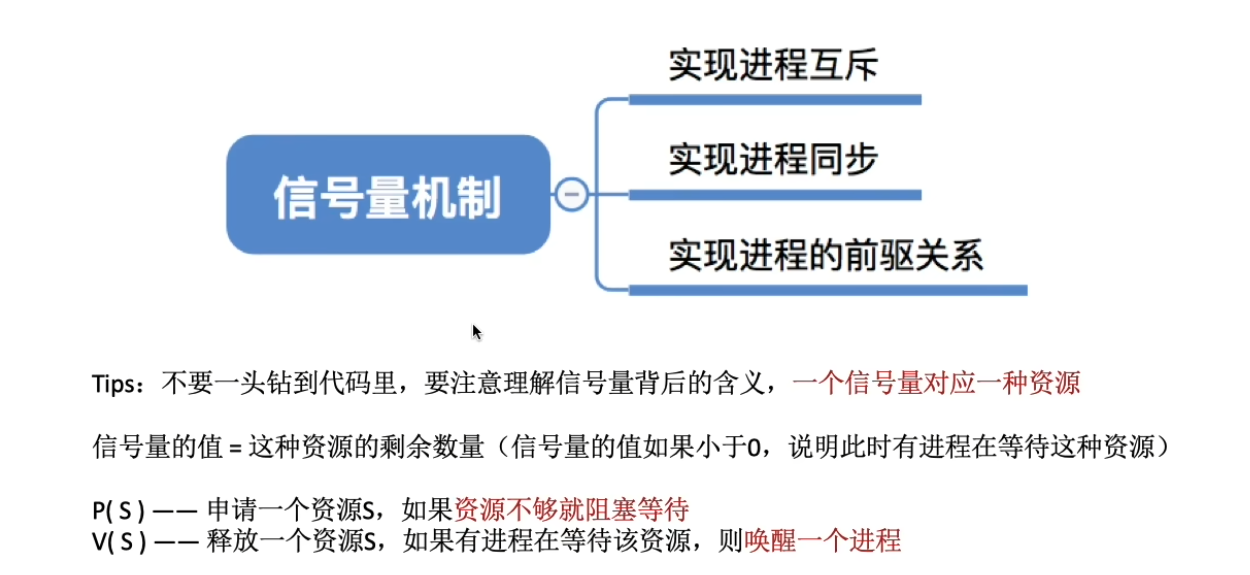 信号量机制
实现进程互斥
实现进程同步
实现进程的前驱关系
Tips：不要一头钻到代码里，要注意理解信号量背后的含义，一个信号量对应一种资源
信号量的值 = 这种资源的剩余数量（信号量的值如果小于0，说明此时有进程在等待这种资源）
P( S ) —— 申请一个资源S，如果资源不够就阻塞等待
V( S ) —— 释放一个资源S，如果有进程在等待该资源，则唤醒一个进程